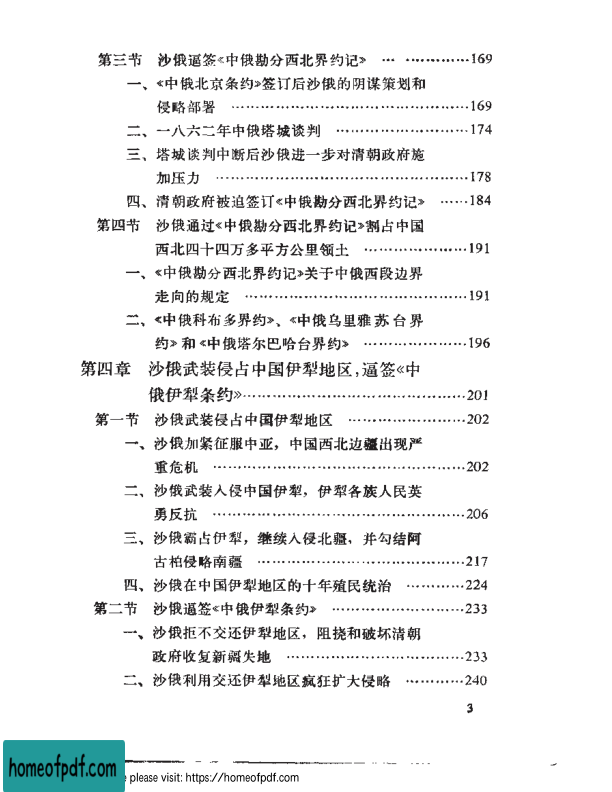 第三节 沙俄逼签《中俄勘分西北界约记》 … ……………169
一、《中俄北京条约》签订后沙俄的阴谋策划和
侵略部署 ……………………………………169
二、一八六二年中俄塔城谈判 ……………………174
三、塔城谈判中断后沙俄进一步对清朝政府施
加压力 ………………………………………178
四、清朝政府被迫签订《中俄勘分西北界约记》 ……184
第四节 沙俄通过《中俄勘分西北界约记》割占中国
西北四十四万多平方公里领土 …………………191
一、《中俄勘分西北界约记》关于中俄西段边界
走向的规定 …………………………………191
二、《中俄科布多界约》、《中俄乌里雅苏台界
约》和《中俄塔尔巴哈台界约》 ………………196
第四章 沙俄武装侵占中国伊犁地区,逼签《中
俄伊犁条约》…………………………………201
第一节 沙俄武装侵占中国伊犁地区 …………………202
一、沙俄加紧征服中亚，中国西北边疆出现严
重危机 ………………………………………202
二、沙俄武装入侵中国伊犁，伊犁各族人民英
勇反抗 ………………………………………206
三、沙俄霸占伊犁，继续入侵北疆，并勾结阿
古柏侵略南疆 ………………………………217
四、沙俄在中国伊犁地区的十年殖民统治 …………224
第二节 沙俄逼签《中俄伊犁条约》 ……………………233
一、沙俄拒不交还伊犁地区，阻挠和破坏清朝
政府收复新疆失地 …………………………233
二、沙俄利用交还伊犁地区疯狂扩大侵略 …………240
3
homeofpdf.com
e please visit: https://homeofpdf.com